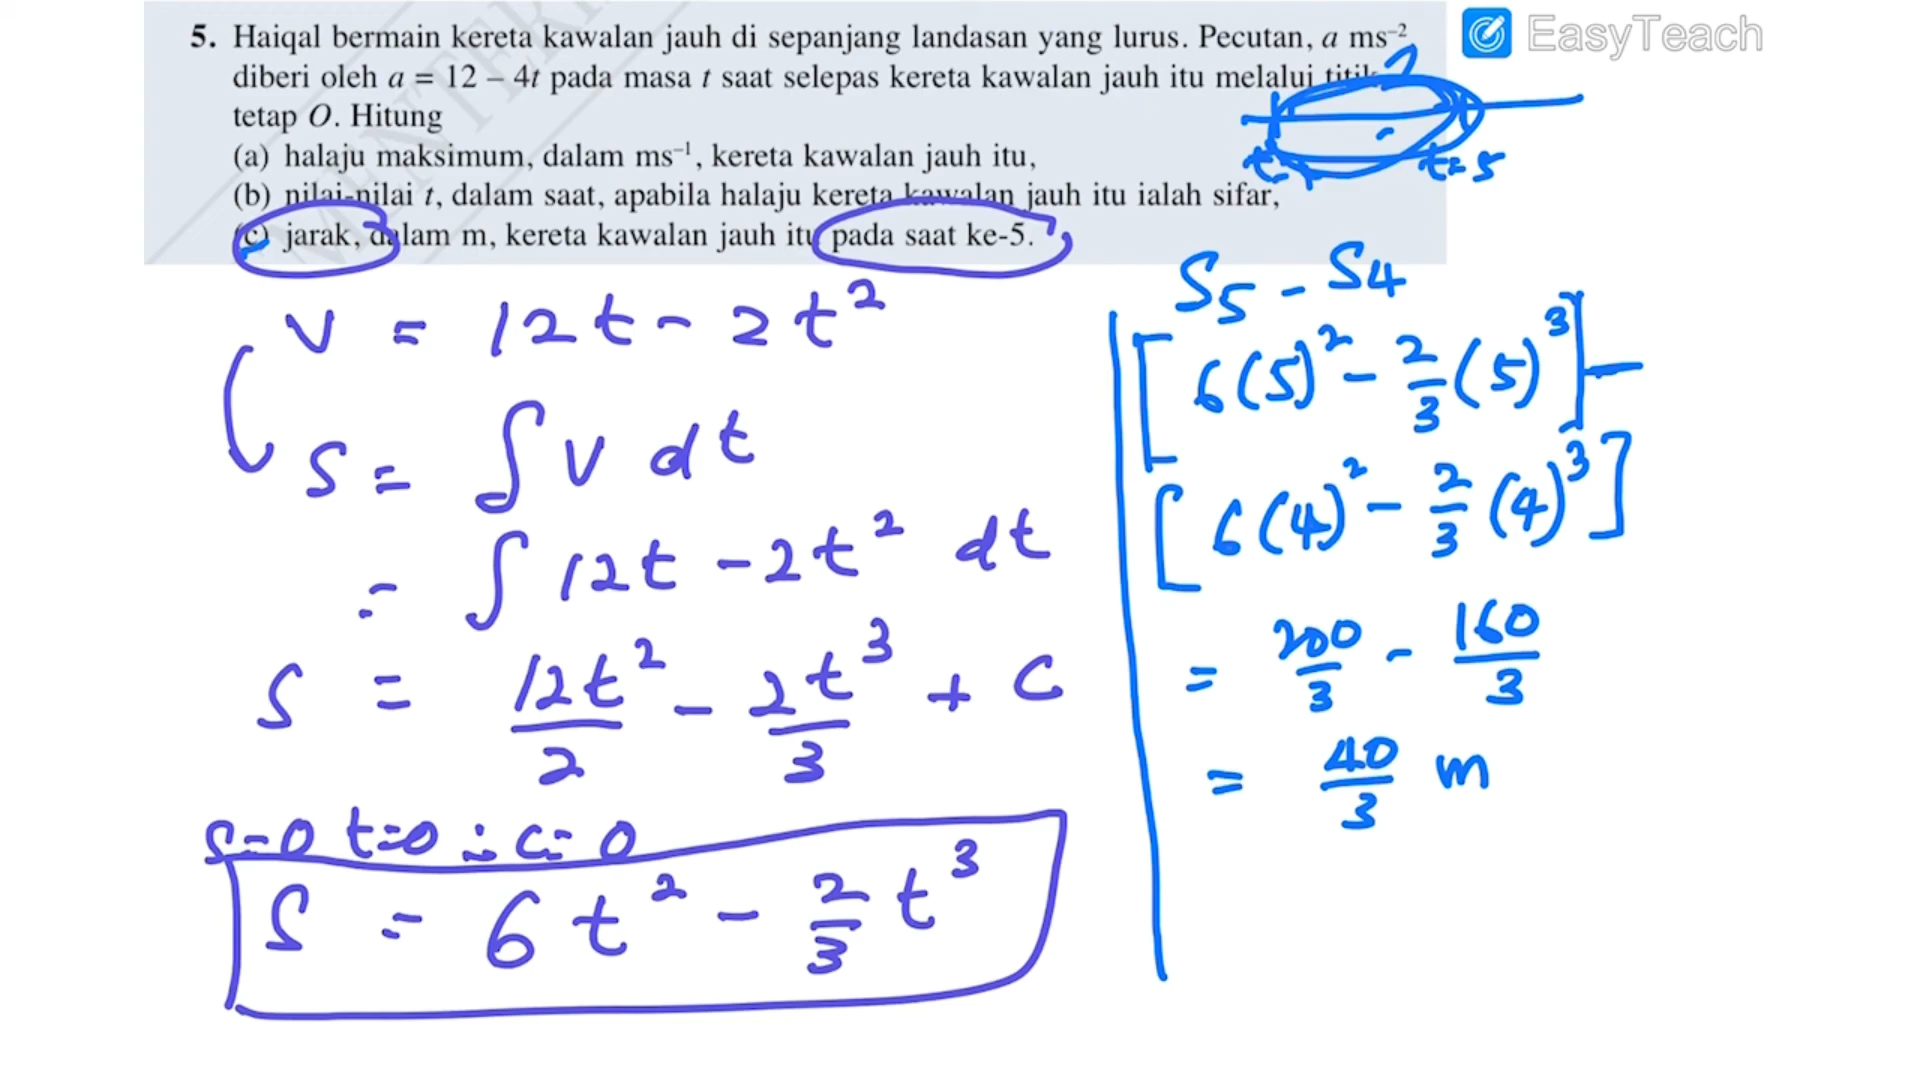 5. Haiqal bermain kereta kawalan jauh di sepanjang landasan yang lurus. Pecutan, a ms⁻²
diberi oleh a = 12 – 4t pada masa t saat selepas kereta kawalan jauh itu melalui titik
tetap O. Hitung
(a) halaju maksimum, dalam ms⁻¹, kereta kawalan jauh itu,
(b) nilai-nilai t, dalam saat, apabila halaju kereta kawalan jauh itu ialah sifar,
(c) jarak, dalam m, kereta kawalan jauh itu pada saat ke-5.
EasyTeach
t=5
V = 12t - 2t²
S = ∫ V dt
= ∫ 12t - 2t² dt
S = 12t²/2 - 2t³/3 + C
S=0 t=0 ∴ C=0
S = 6t² - 2/3 t³
S5 - S4
[6(5)² - 2/3 (5)³] -
[6(4)² - 2/3 (4)³]
= 200/3 - 160/3
= 40/3 m